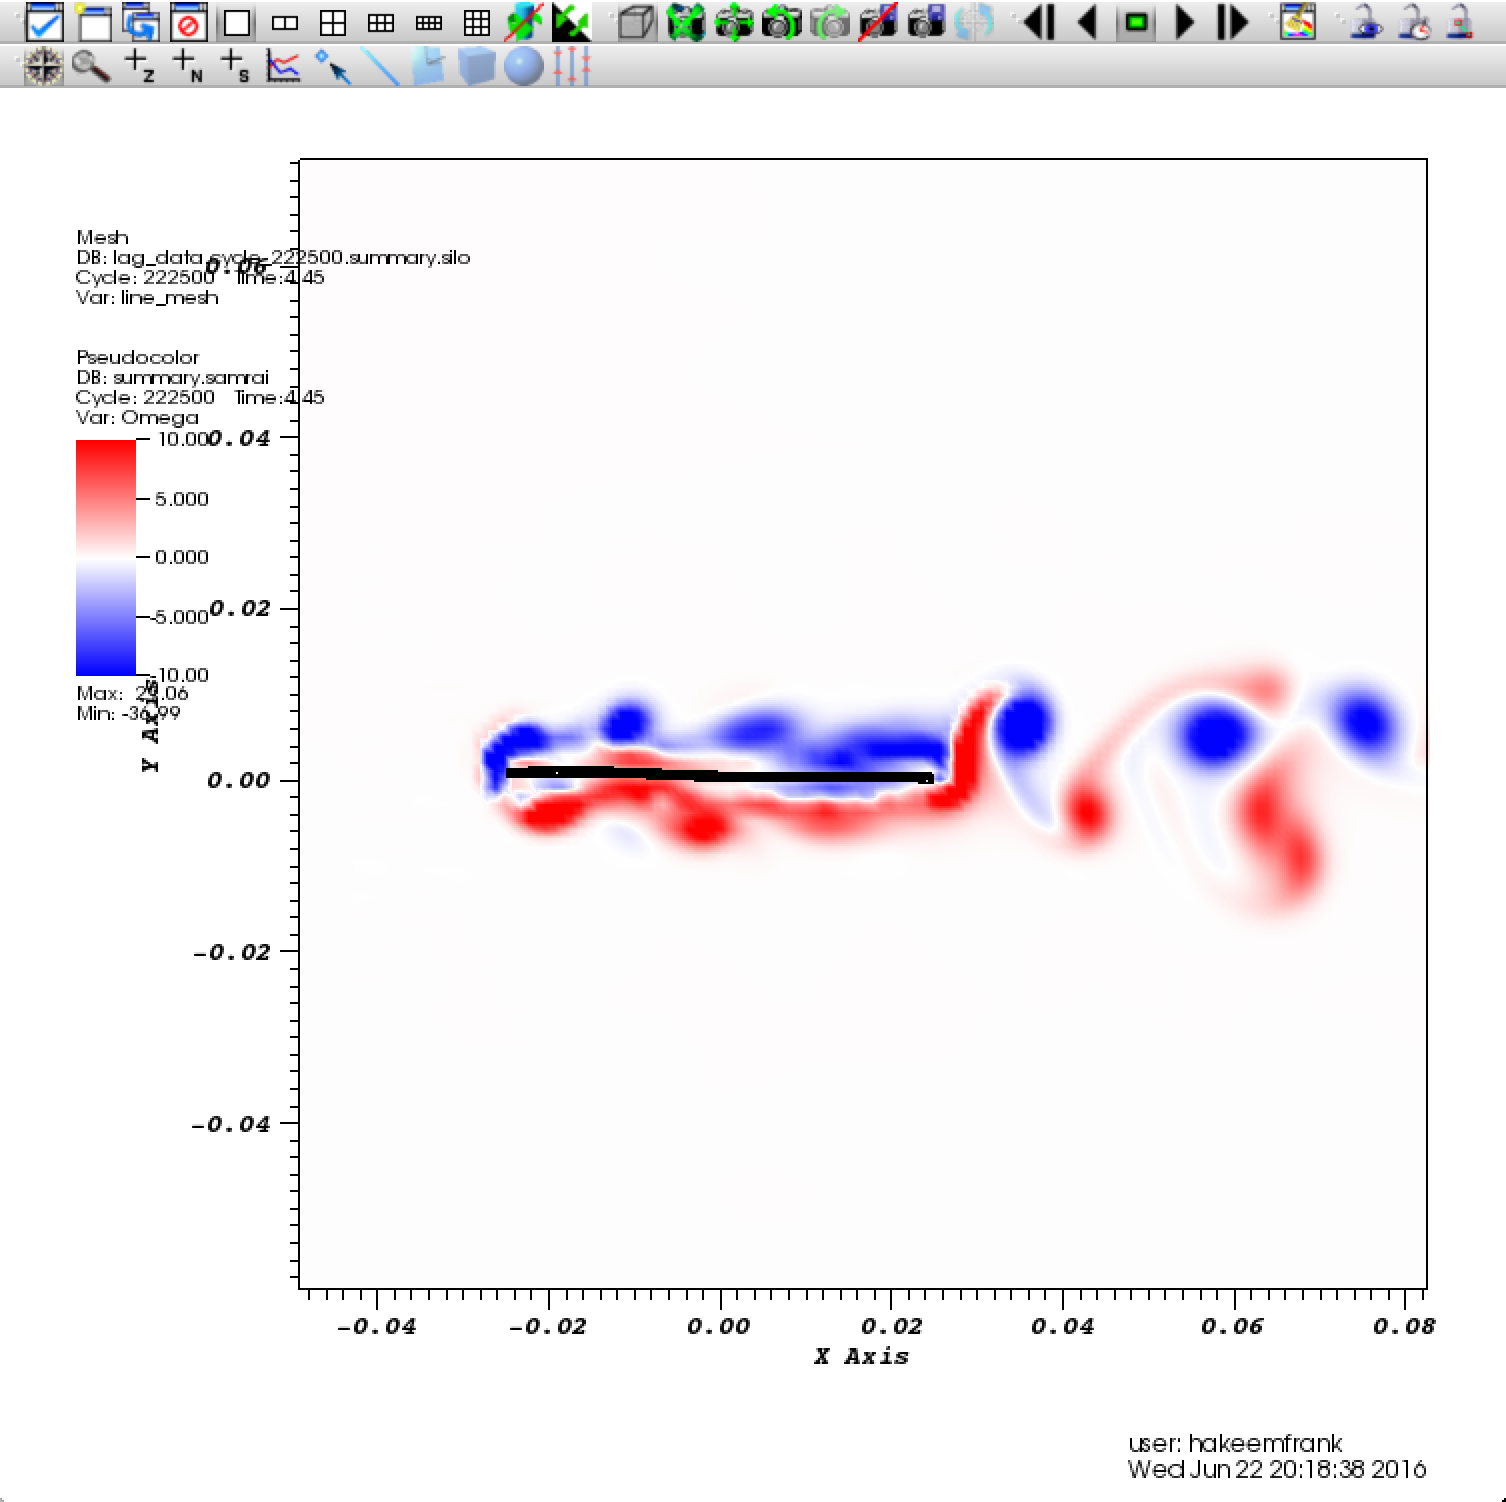 Z
N
S
Mesh
DB: lag_data.cycle_222500.summary.silo
0.06
Cycle: 222500 Time:4.45
Var: line_mesh
Pseudocolor
DB: summary.samrai
Cycle: 222500 Time:4.45
Var: Omega
10.00
0.04
5.000
0.000
-5.000
0.02
-10.00
Max: 
Min: -36.99
Y Axis
0.00
-0.02
-0.04
-0.04 -0.02 0.00 0.02 0.04 0.06 0.08
X Axis
user: hakeemfrank
Wed Jun 22 20:18:38 2016